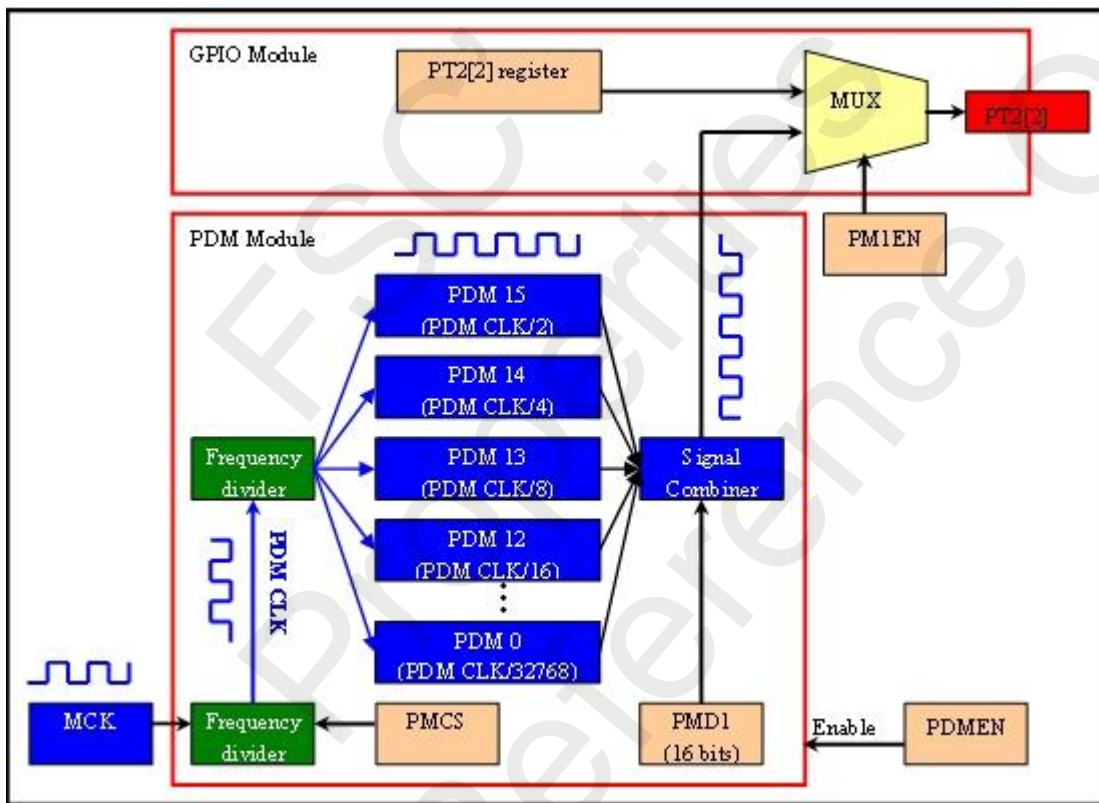 GPIO Module
PT2[2] register
MUX
PT2[2]
PM1EN
PDM Module
PDM 15
(PDM CLK/2)
PDM 14
(PDM CLK/4)
Frequency
divider
PDM 13
(PDM CLK/8)
Signal
Combiner
PDM 12
(PDM CLK/16)
PDM CLK
PDM 0
(PDM CLK/32768)
MCK
Frequency
divider
PMCS
PMD1
(16 bits)
Enable
PDMEN
FSC
Properties